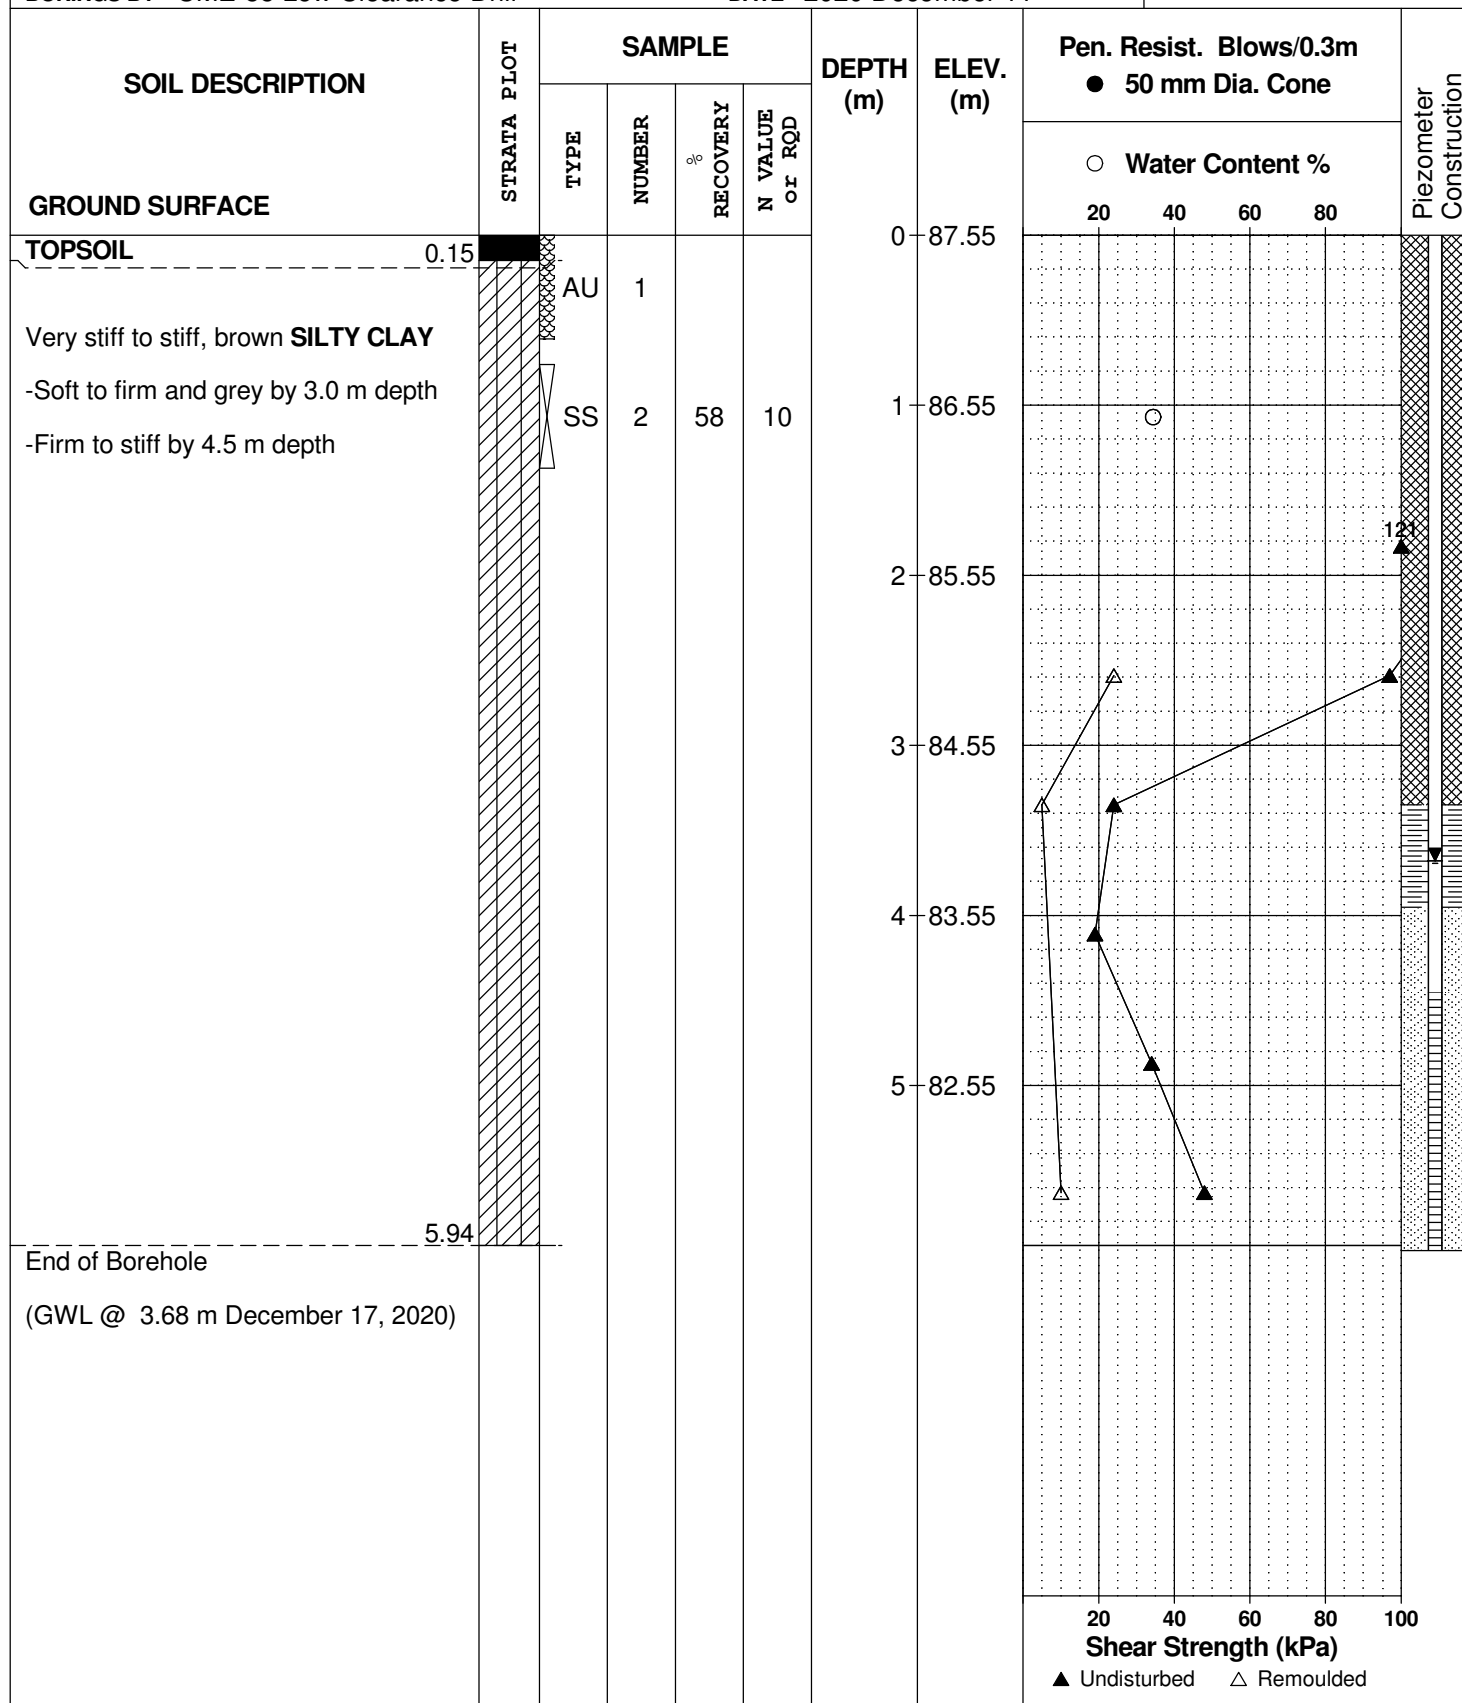 SOIL DESCRIPTION
GROUND SURFACE
STRATA PLOT
SAMPLE
TYPE
NUMBER
%
RECOVERY
N VALUE
or RQD
DEPTH
(m)
ELEV.
(m)
Pen. Resist. Blows/0.3m
● 50 mm Dia. Cone
○ Water Content %
20 40 60 80
Piezometer
Construction
TOPSOIL 0.15
0 87.55
AU 1
Very stiff to stiff, brown SILTY CLAY
-Soft to firm and grey by 3.0 m depth
1 86.55
SS 2 58 10
-Firm to stiff by 4.5 m depth
121
2 85.55
3 84.55
4 83.55
5 82.55
5.94
End of Borehole
(GWL @ 3.68 m December 17, 2020)
20 40 60 80 100
Shear Strength (kPa)
▲ Undisturbed △ Remoulded